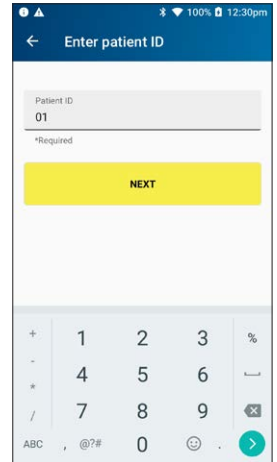 100% 12:30pm
Enter patient ID
Patient ID
01
*Required
NEXT
+ 1 2 3 %
- 4 5 6
*
/ 7 8 9
ABC , @?# 0 .